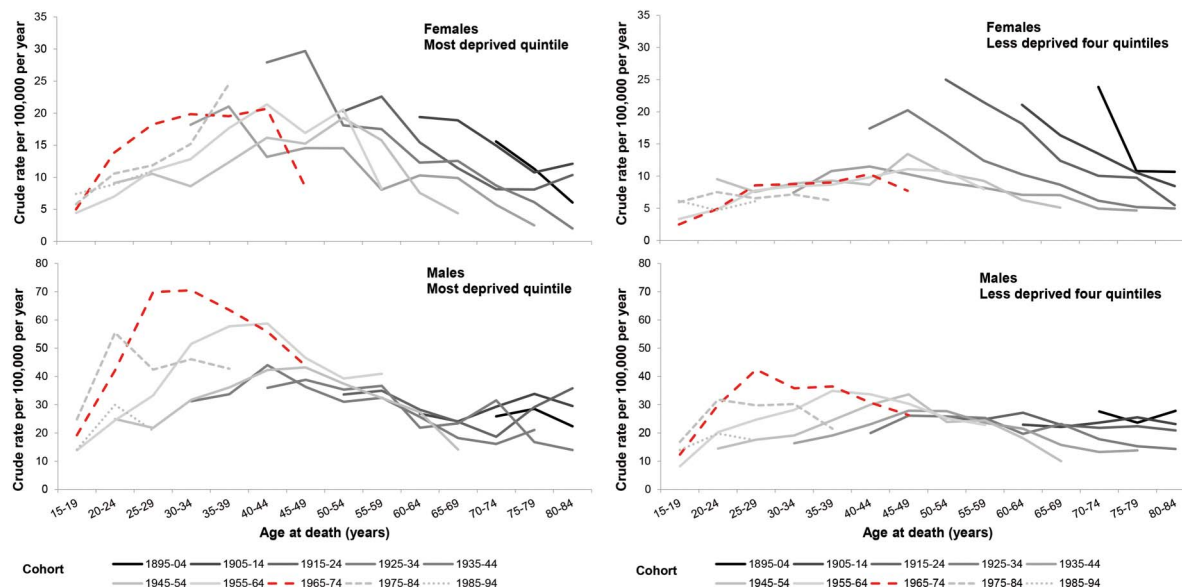 Females
Most deprived quintile
Crude rate per 100,000 per year
35
30
25
20
15
10
5
0
Females
Less deprived four quintiles
Crude rate per 100,000 per year
35
30
25
20
15
10
5
0
Males
Most deprived quintile
Crude rate per 100,000 per year
80
70
60
50
40
30
20
10
0
15-19 20-24 25-29 30-34 35-39 40-44 45-49 50-54 55-59 60-64 65-69 70-74 75-79 80-84
Age at death (years)
Males
Less deprived four quintiles
Crude rate per 100,000 per year
80
70
60
50
40
30
20
10
0
15-19 20-24 25-29 30-34 35-39 40-44 45-49 50-54 55-59 60-64 65-69 70-74 75-79 80-84
Age at death (years)
Cohort
1895-04 1905-14 1915-24 1925-34 1935-44
1945-54 1955-64 1965-74 1975-84 1985-94
Cohort
1895-04 1905-14 1915-24 1925-34 1935-44
1945-54 1955-64 1965-74 1975-84 1985-94